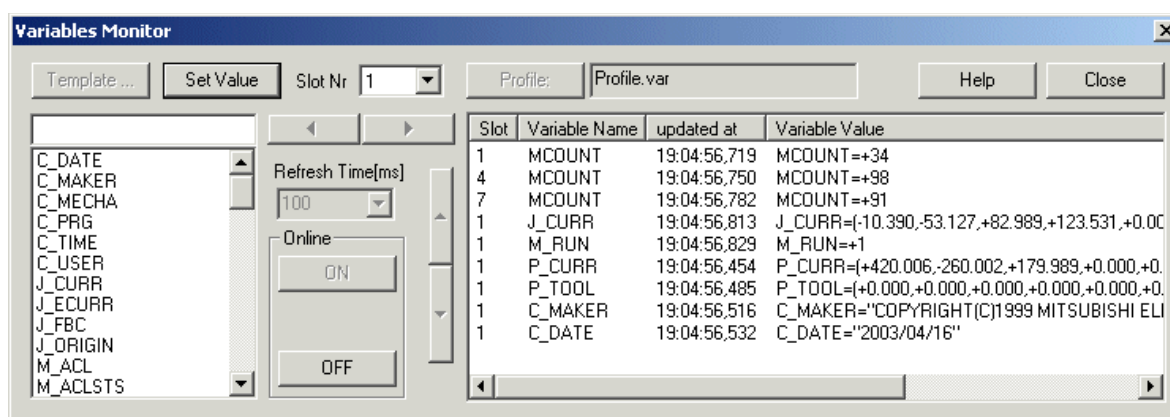 Variables Monitor
Template ... Set Value Slot Nr 1 Profile: Profile.var Help Close
C_DATE
C_MAKER
C_MECHA
C_PRG
C_TIME
C_USER
J_CURR
J_ECURR
J_FBC
J_ORIGIN
M_ACL
M_ACLSTS
Refresh Time[ms]
100
Online
ON
OFF
Slot Variable Name updated at Variable Value
1 MCOUNT 19:04:56,719 MCOUNT=+34
4 MCOUNT 19:04:56,750 MCOUNT=+98
7 MCOUNT 19:04:56,782 MCOUNT=+91
1 J_CURR 19:04:56,813 J_CURR=(-10.390,-53.127,+82.989,+123.531,+0.00
1 M_RUN 19:04:56,829 M_RUN=+1
1 P_CURR 19:04:56,454 P_CURR=(+420.006,-260.002,+179.989,+0.000,+0.
1 P_TOOL 19:04:56,485 P_TOOL=(+0.000,+0.000,+0.000,+0.000,+0.000,+0.
1 C_MAKER 19:04:56,516 C_MAKER="COPYRIGHT(C)1999 MITSUBISHI EL
1 C_DATE 19:04:56,532 C_DATE="2003/04/16"